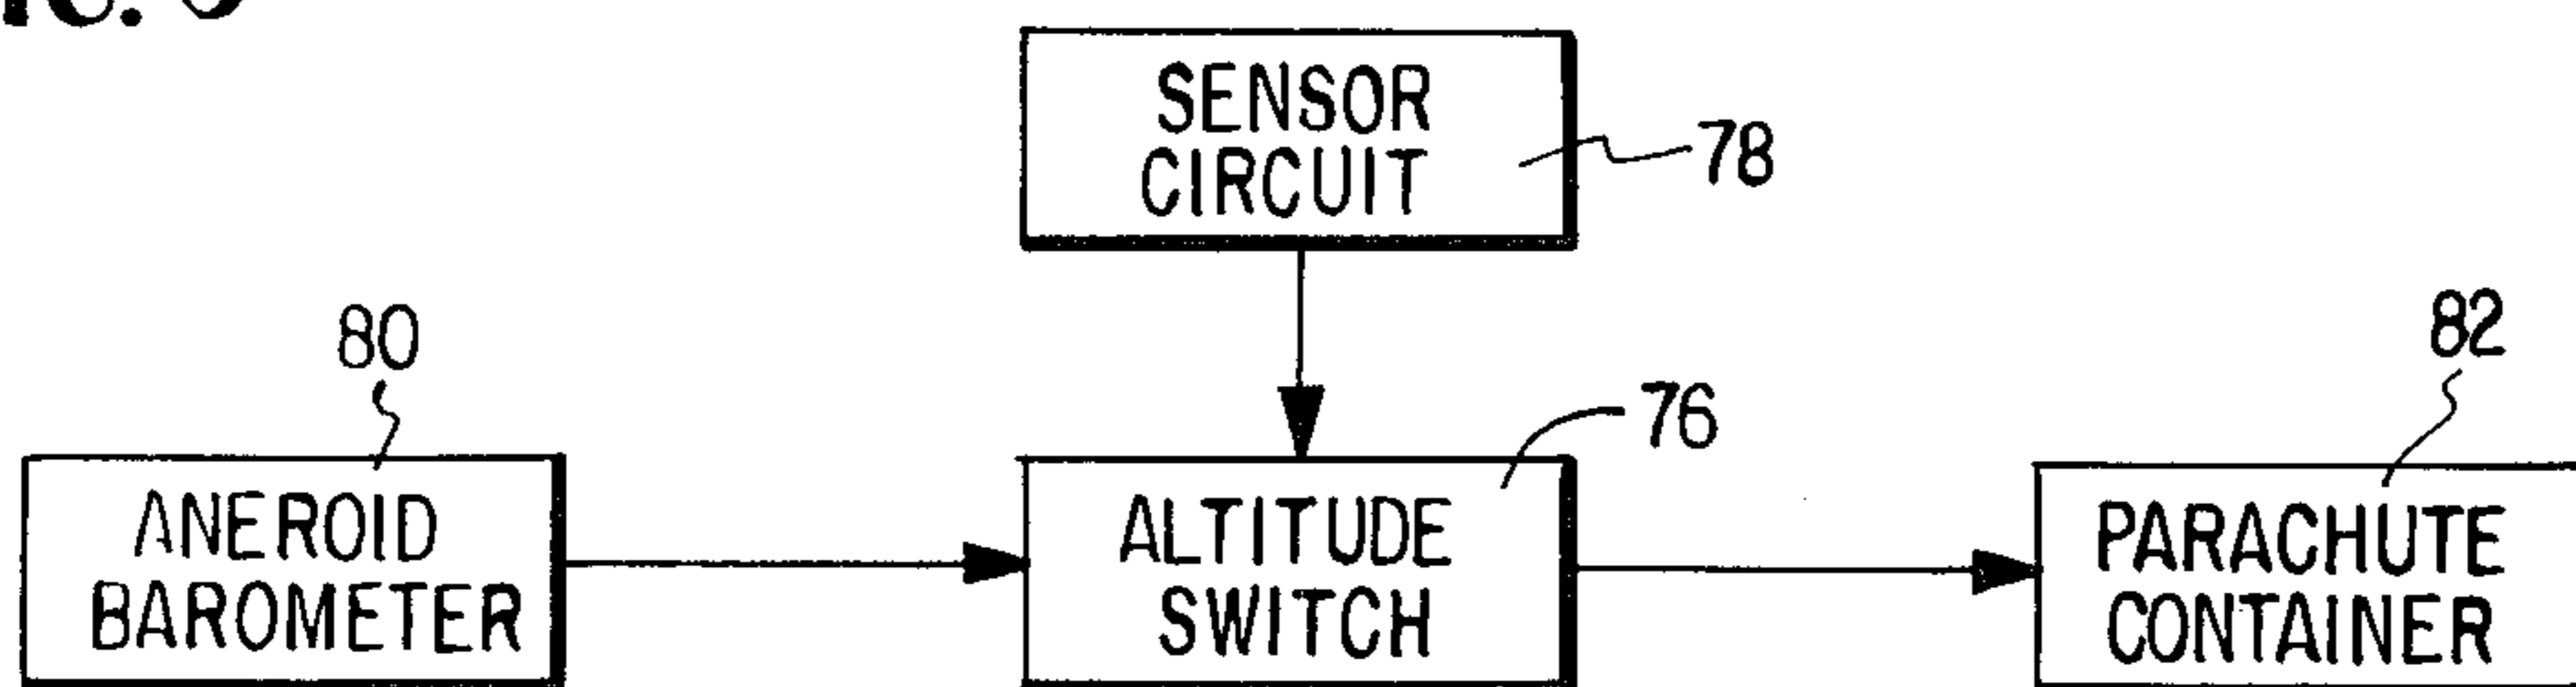 SENSOR
CIRCUIT
78
80
76
82
ANEROID
BAROMETER
ALTITUDE
SWITCH
PARACHUTE
CONTAINER